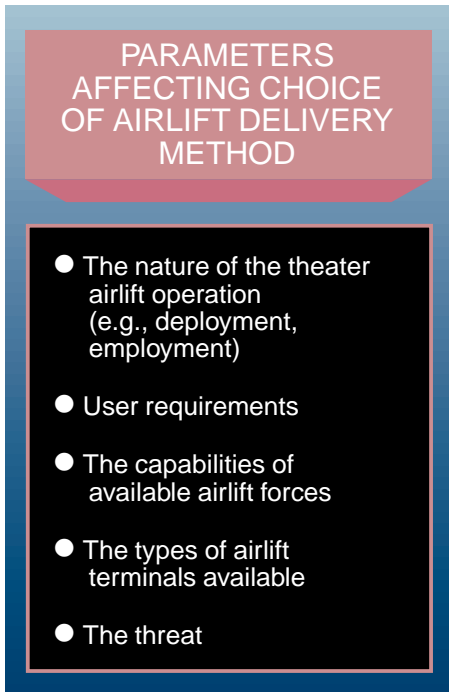 PARAMETERS
AFFECTING CHOICE
OF AIRLIFT DELIVERY
METHOD
● The nature of the theater
airlift operation
(e.g., deployment,
employment)
● User requirements
● The capabilities of
available airlift forces
● The types of airlift
terminals available
● The threat